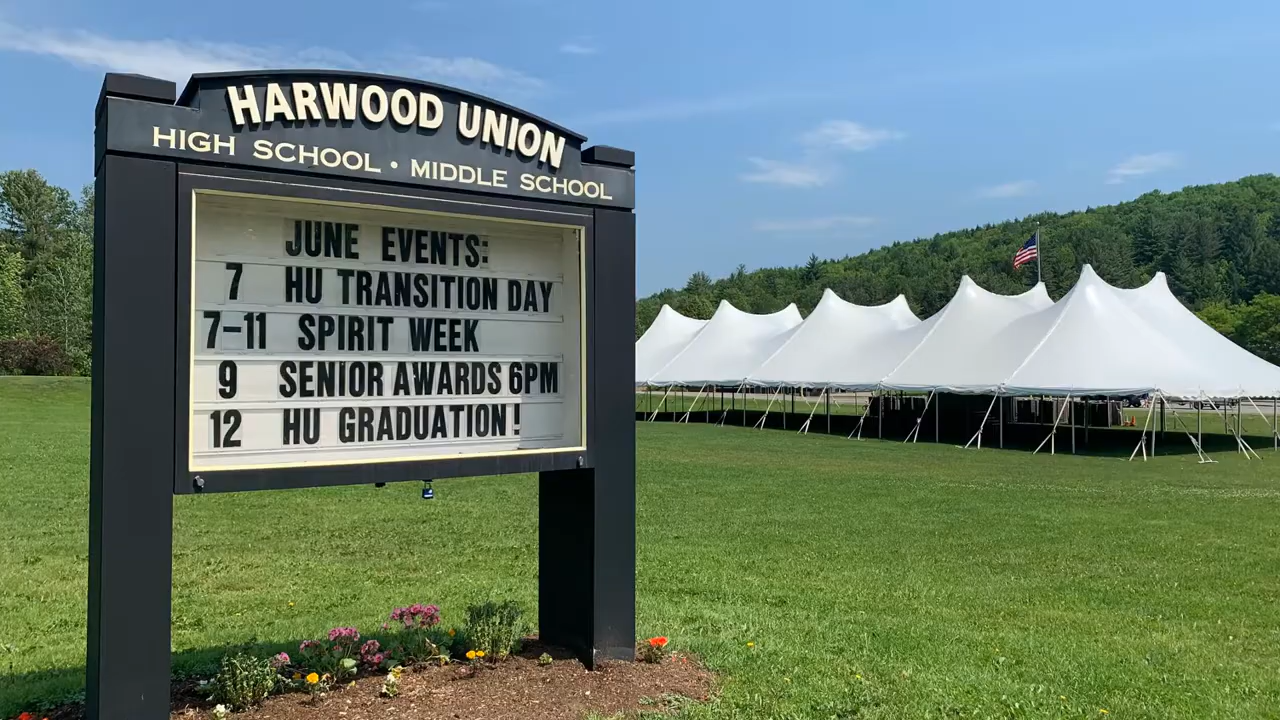 HARWOOD UNION
HIGH SCHOOL • MIDDLE SCHOOL
JUNE EVENTS:
7 HU TRANSITION DAY
7-11 SPIRIT WEEK
9 SENIOR AWARDS 6PM
12 HU GRADUATION!